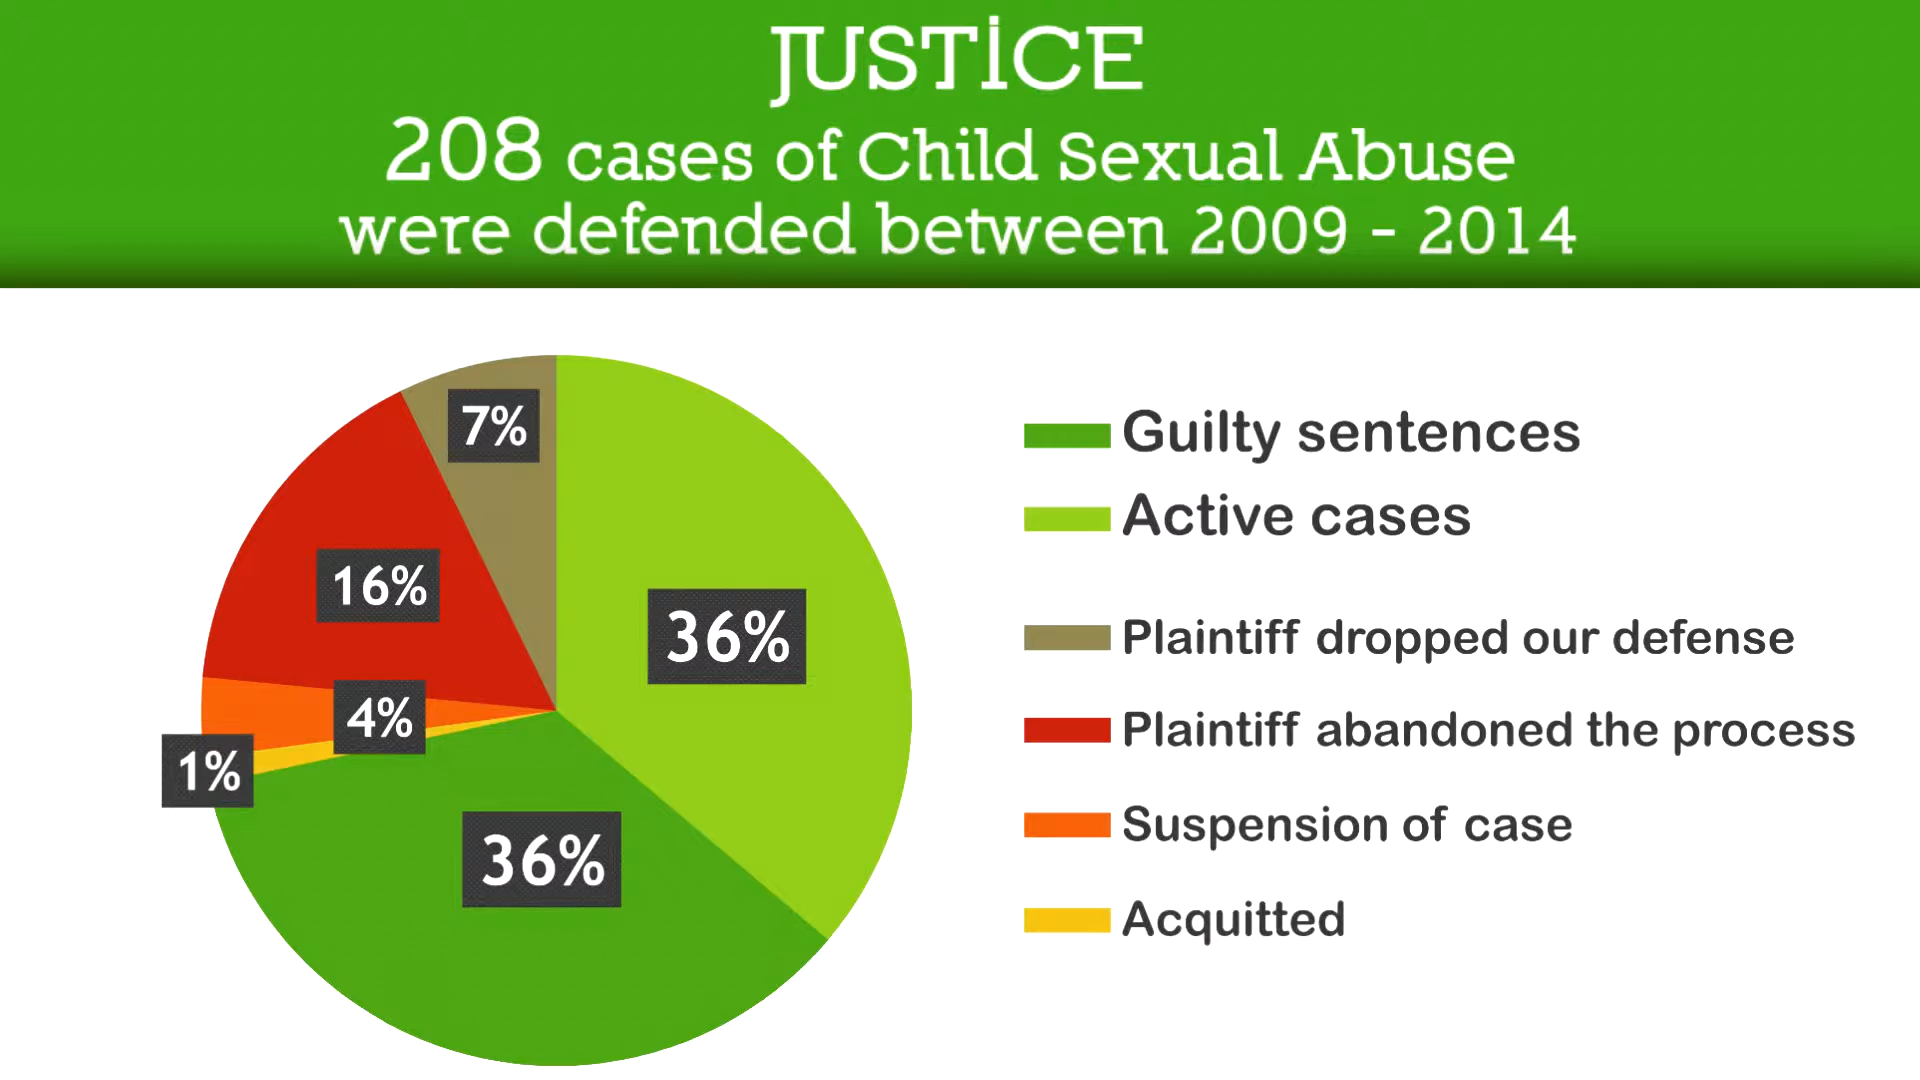 JUSTICE
208 cases of Child Sexual Abuse
were defended between 2009 - 2014
7%
16%
36%
4%
1%
36%
Guilty sentences
Active cases
Plaintiff dropped our defense
Plaintiff abandoned the process
Suspension of case
Acquitted